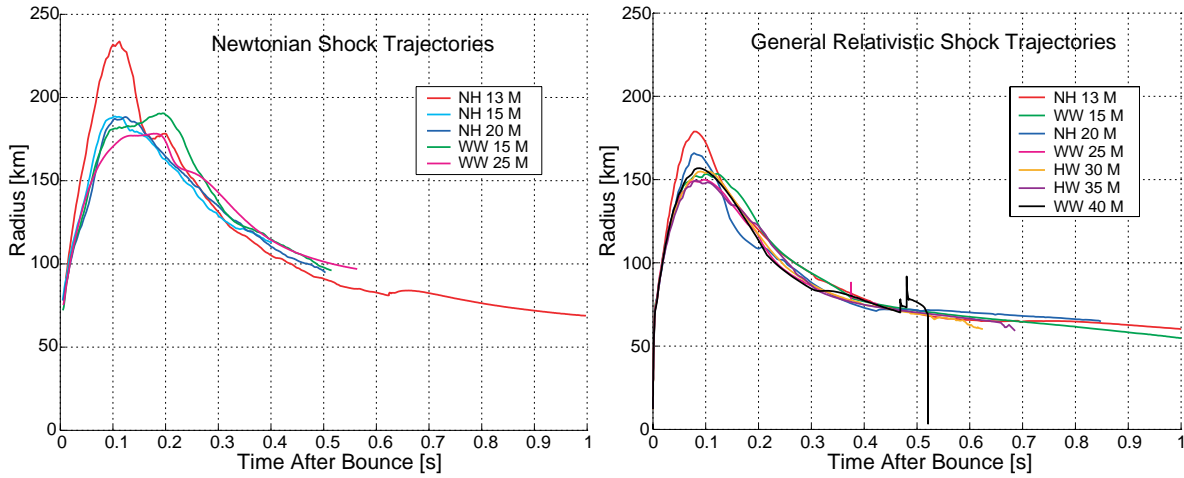 Newtonian Shock Trajectories
Radius [km]
250
200
150
100
50
0
NH 13 M
NH 15 M
NH 20 M
WW 15 M
WW 25 M
0 0.1 0.2 0.3 0.4 0.5 0.6 0.7 0.8 0.9 1
Time After Bounce [s]
General Relativistic Shock Trajectories
Radius [km]
250
200
150
100
50
0
NH 13 M
WW 15 M
NH 20 M
WW 25 M
HW 30 M
HW 35 M
WW 40 M
0 0.1 0.2 0.3 0.4 0.5 0.6 0.7 0.8 0.9 1
Time After Bounce [s]